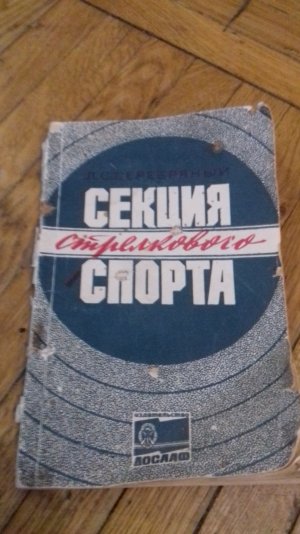 Л. СЕРЕБРЯНЫЙ
СЕКЦИЯ
стрелкового
СПОРТА
ИЗДАТЕЛЬСТВО
ДОСААФ